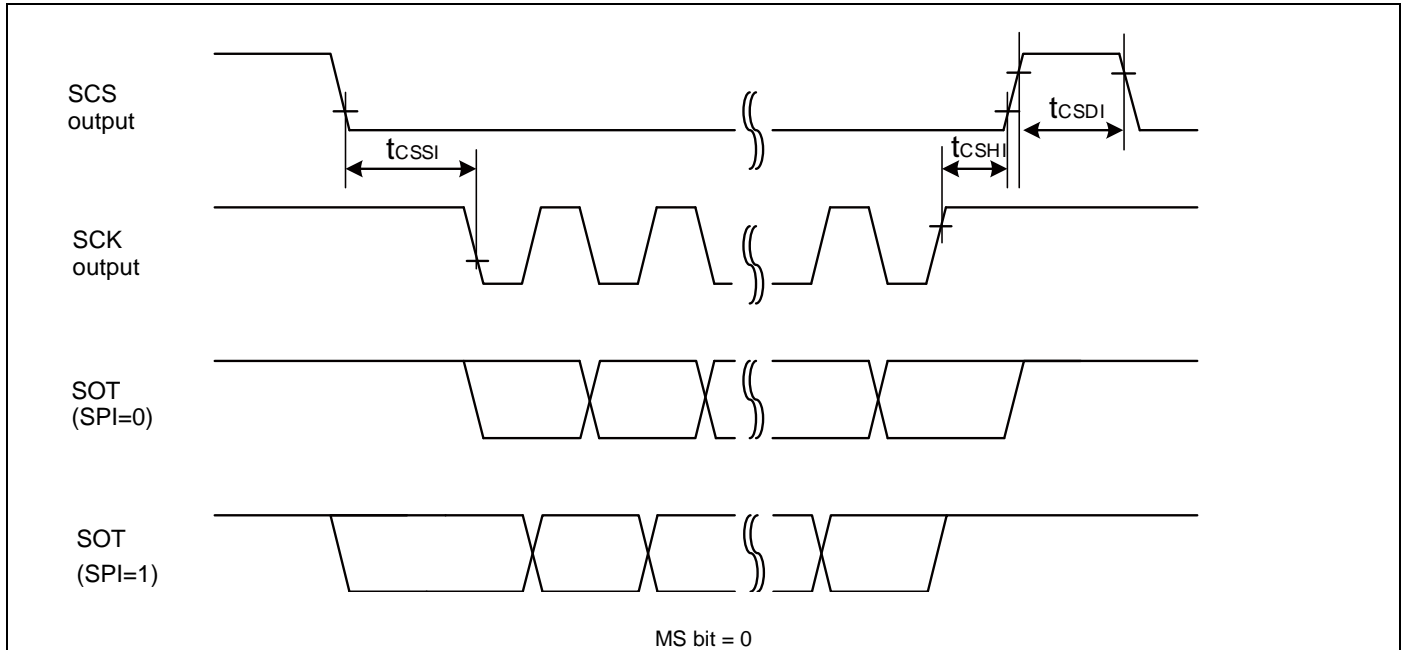 SCS
output
tCSSI
tCSHI
tCSDI
SCK
output
SOT
(SPI=0)
SOT
(SPI=1)
MS bit = 0